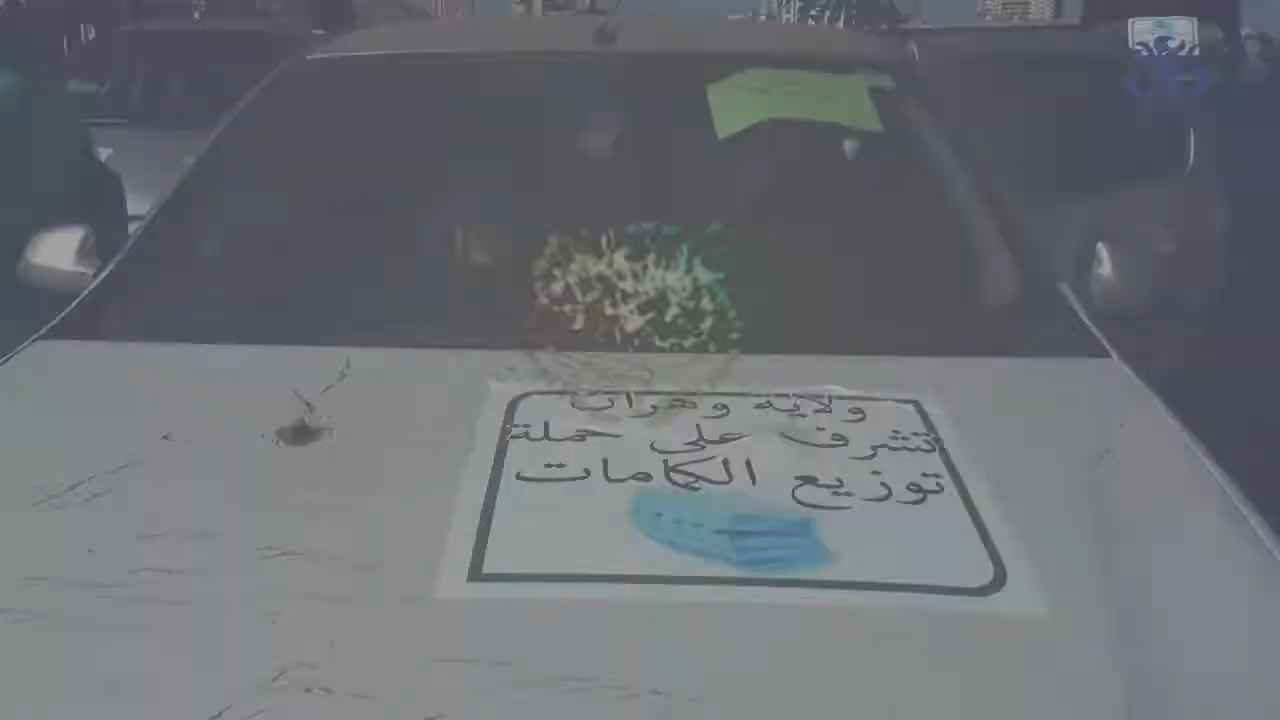 ولاية وهران
تشرف على حملة
توزيع الكمامات